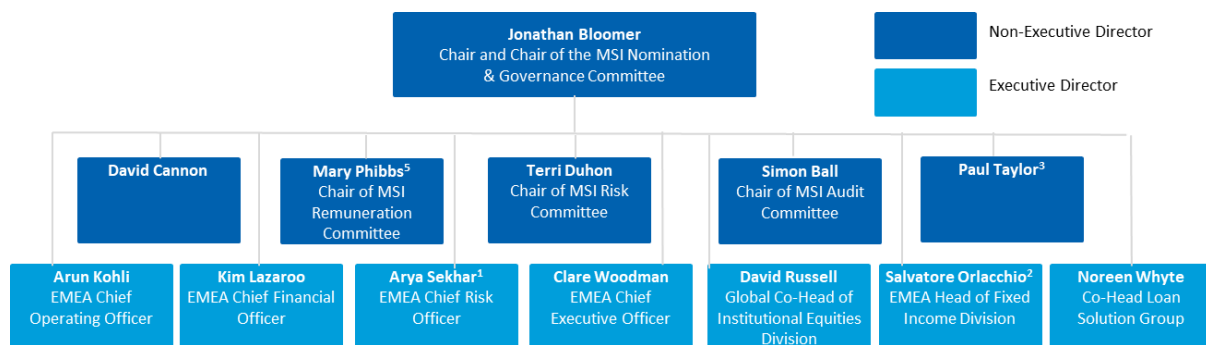 Jonathan Bloomer
Chair and Chair of the MSI Nomination
& Governance Committee
Non-Executive Director
Executive Director
David Cannon
Mary Phibbs⁵
Chair of MSI
Remuneration
Committee
Terri Duhon
Chair of MSI Risk
Committee
Simon Ball
Chair of MSI Audit
Committee
Paul Taylor³
Arun Kohli
EMEA Chief
Operating Officer
Kim Lazaroo
EMEA Chief Financial
Officer
Arya Sekhar¹
EMEA Chief Risk
Officer
Clare Woodman
EMEA Chief
Executive Officer
David Russell
Global Co-Head of
Institutional Equities
Division
Salvatore Orlacchio²
EMEA Head of Fixed
Income Division
Noreen Whyte
Co-Head Loan
Solution Group